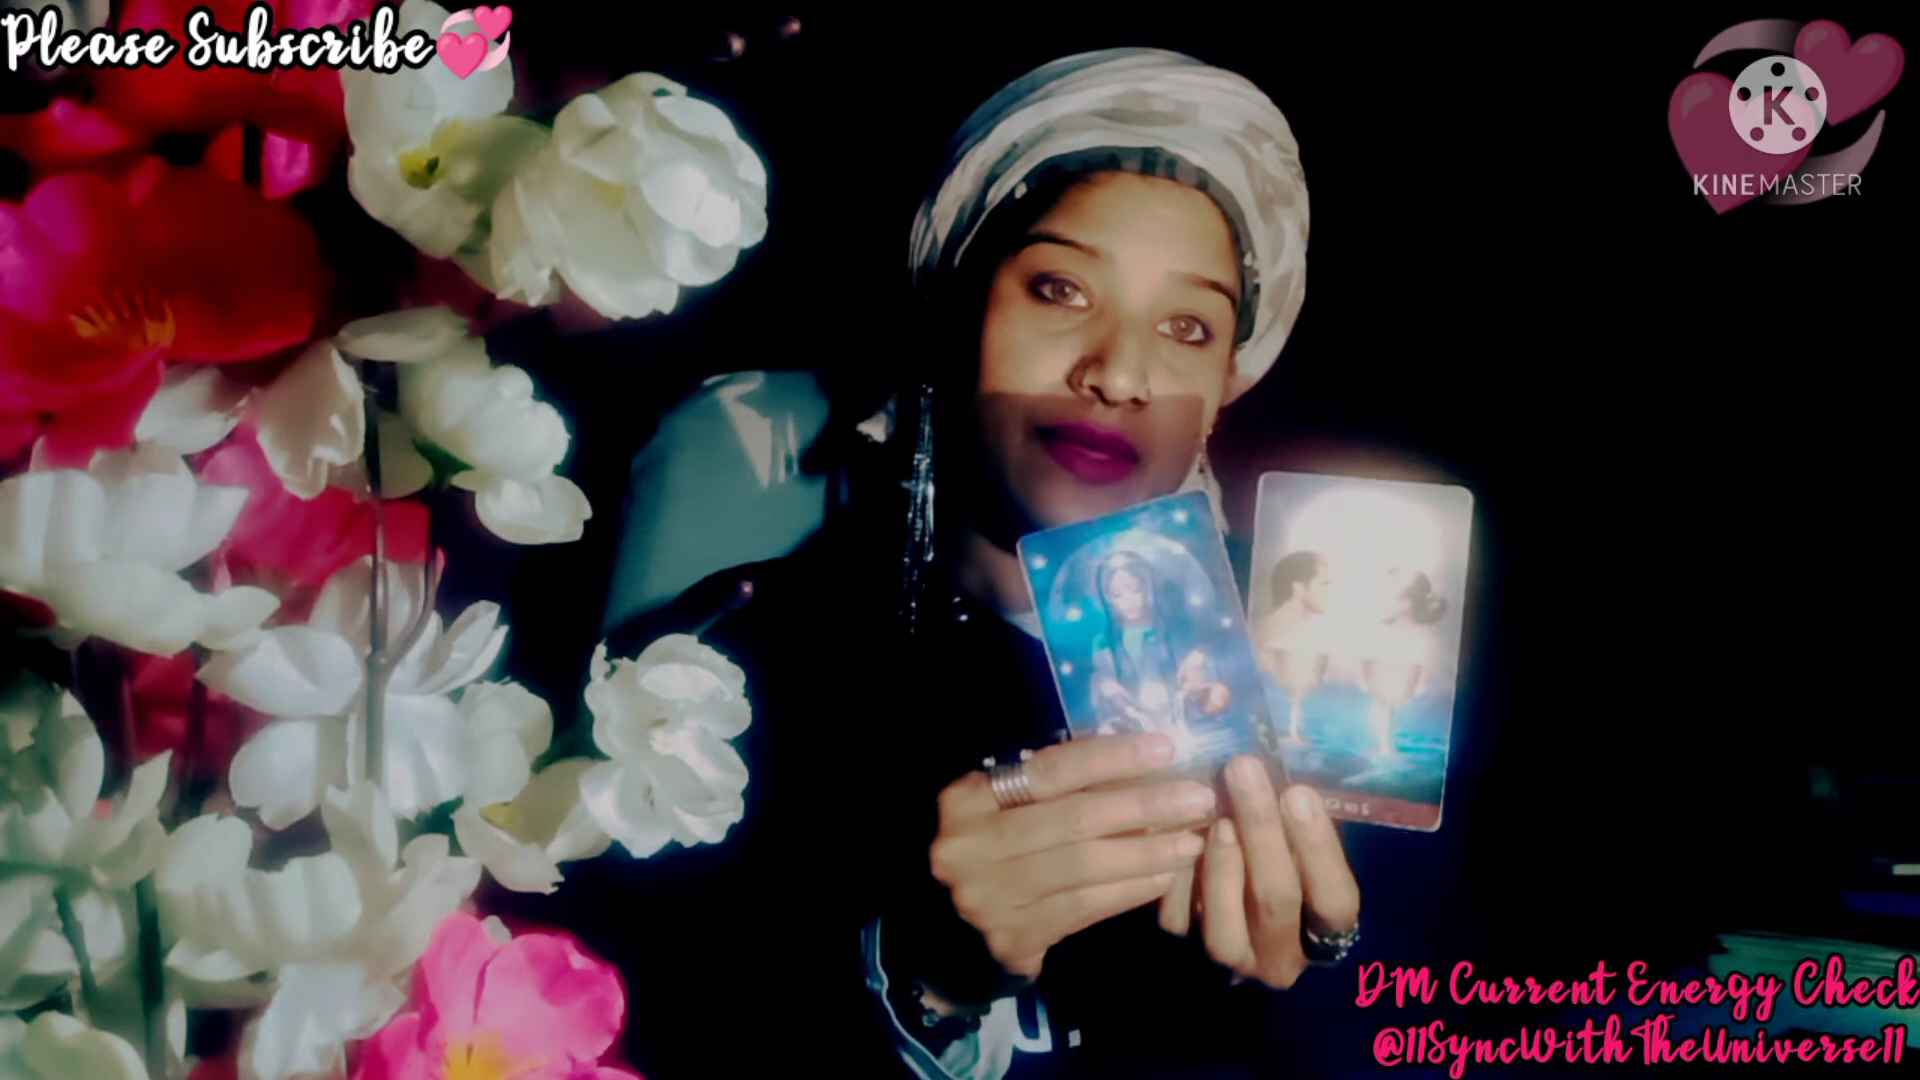 Please Subscribe
K
KINEMASTER
DM Current Energy Check
@11SyncWithTheUniverse11